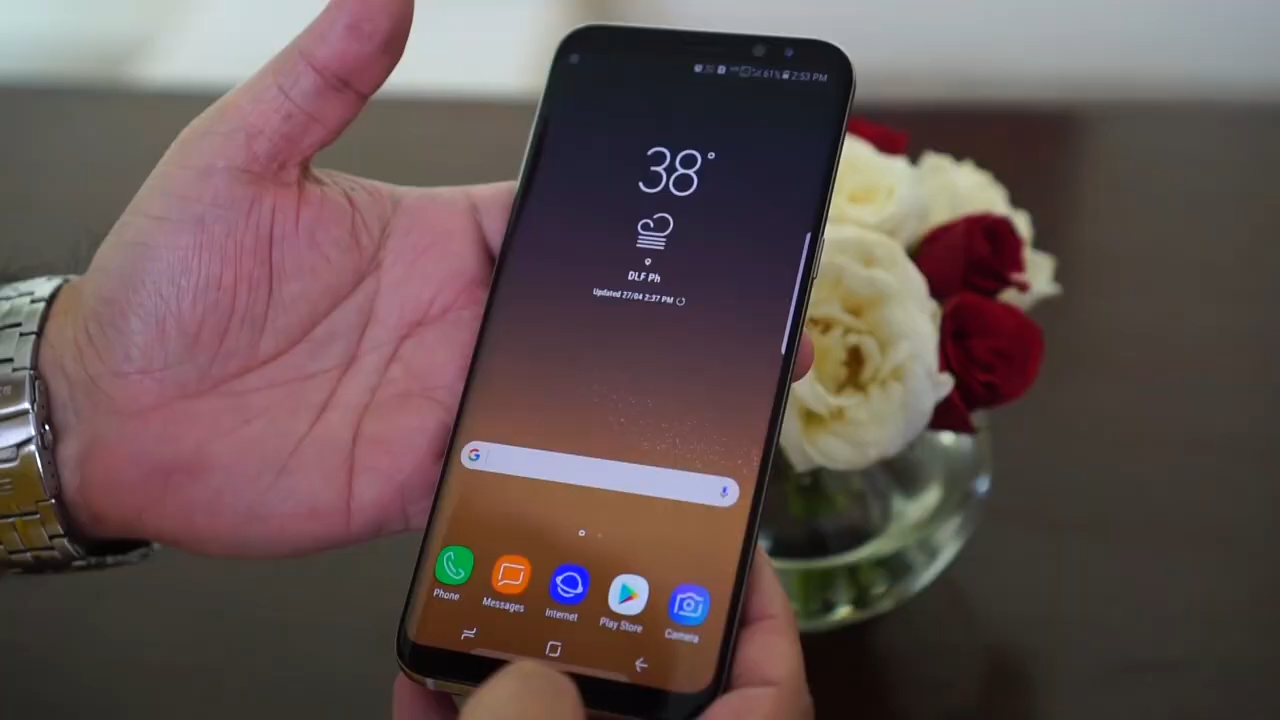 61% 2:53 PM
38°
DLF Ph
Updated 27/04 2:37 PM
G
Phone
Messages
Internet
Play Store
Camera